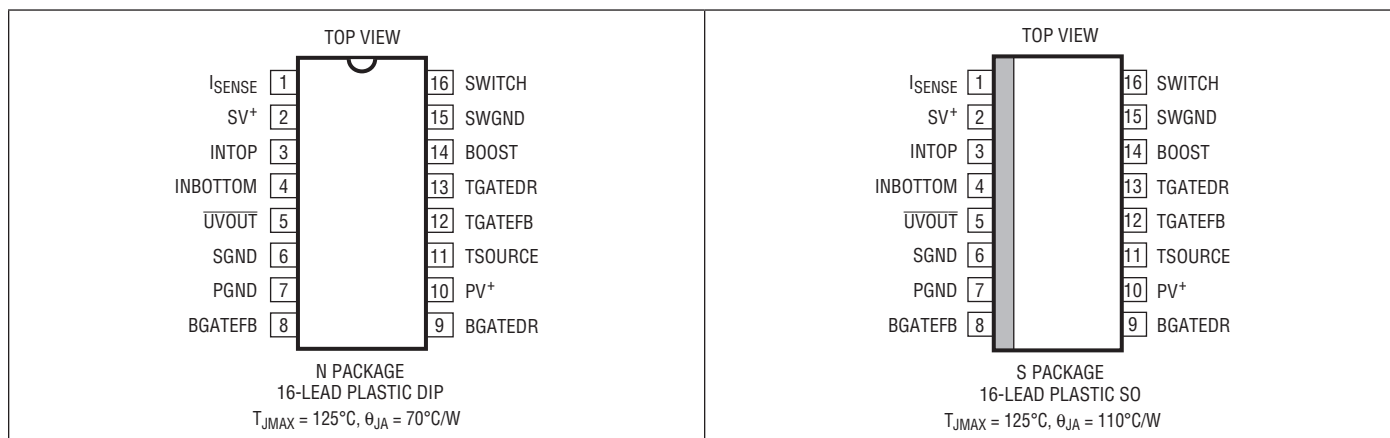 TOP VIEW
ISENSE 1 16 SWITCH
SV+ 2 15 SWGND
INTOP 3 14 BOOST
INBOTTOM 4 13 TGATEDR
UVOUT 5 12 TGATEFB
SGND 6 11 TSOURCE
PGND 7 10 PV+
BGATEFB 8 9 BGATEDR
N PACKAGE
16-LEAD PLASTIC DIP
TJMAX = 125°C, θJA = 70°C/W
TOP VIEW
ISENSE 1 16 SWITCH
SV+ 2 15 SWGND
INTOP 3 14 BOOST
INBOTTOM 4 13 TGATEDR
UVOUT 5 12 TGATEFB
SGND 6 11 TSOURCE
PGND 7 10 PV+
BGATEFB 8 9 BGATEDR
S PACKAGE
16-LEAD PLASTIC SO
TJMAX = 125°C, θJA = 110°C/W